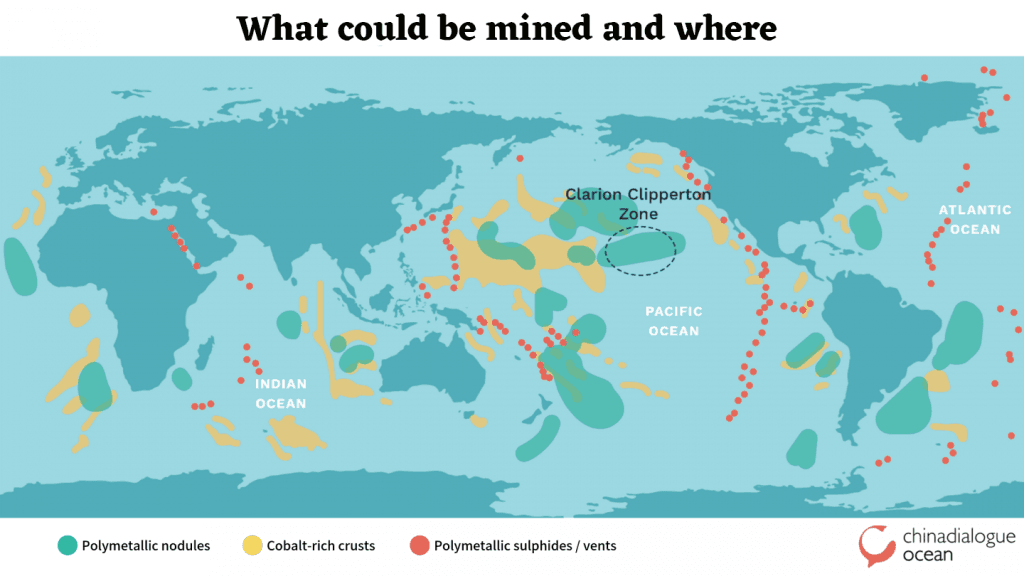 What could be mined and where
Clarion Clipperton
Zone
ATLANTIC
OCEAN
PACIFIC
OCEAN
INDIAN
OCEAN
Polymetallic nodules
Cobalt-rich crusts
Polymetallic sulphides / vents
chinadialogue
ocean